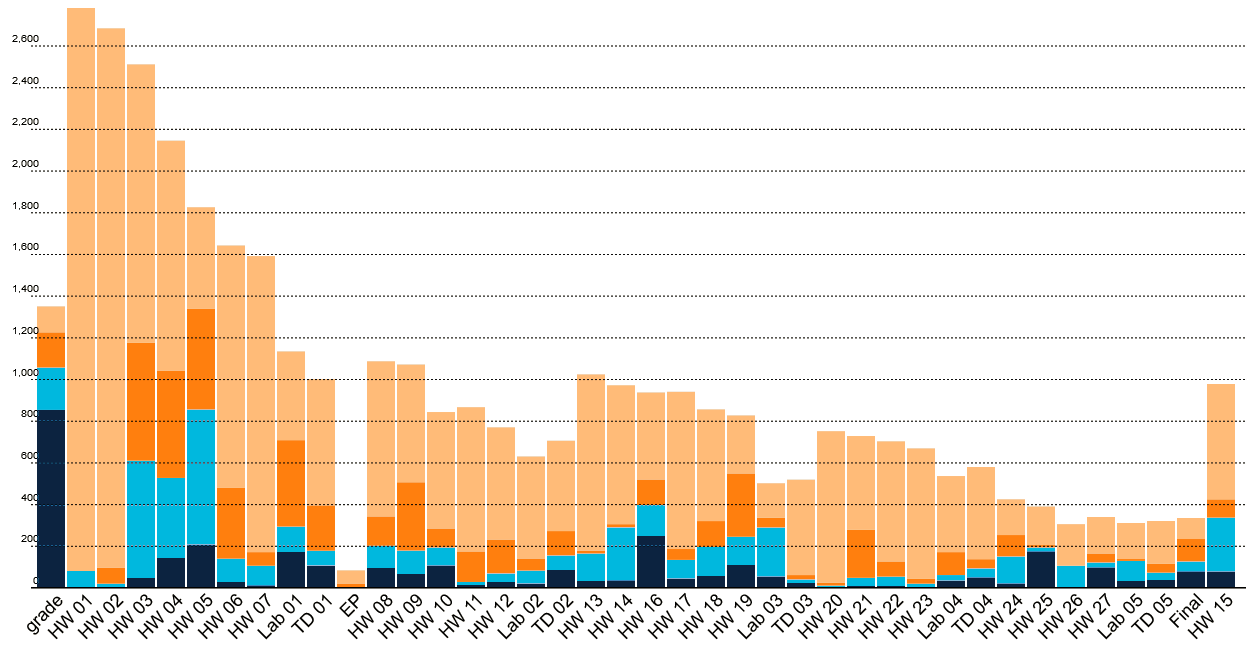 2,600
2,400
2,200
2,000
1,800
1,600
1,400
1,200
1,000
800
600
400
200
0
grade
HW 01
HW 02
HW 03
HW 04
HW 05
HW 06
HW 07
Lab 01
TD 01
EP
HW 08
HW 09
HW 10
HW 11
HW 12
Lab 02
TD 02
HW 13
HW 14
HW 16
HW 17
HW 18
HW 19
Lab 03
TD 03
HW 20
HW 21
HW 22
HW 23
Lab 04
TD 04
HW 24
HW 25
HW 26
HW 27
Lab 05
TD 05
Final
HW 15